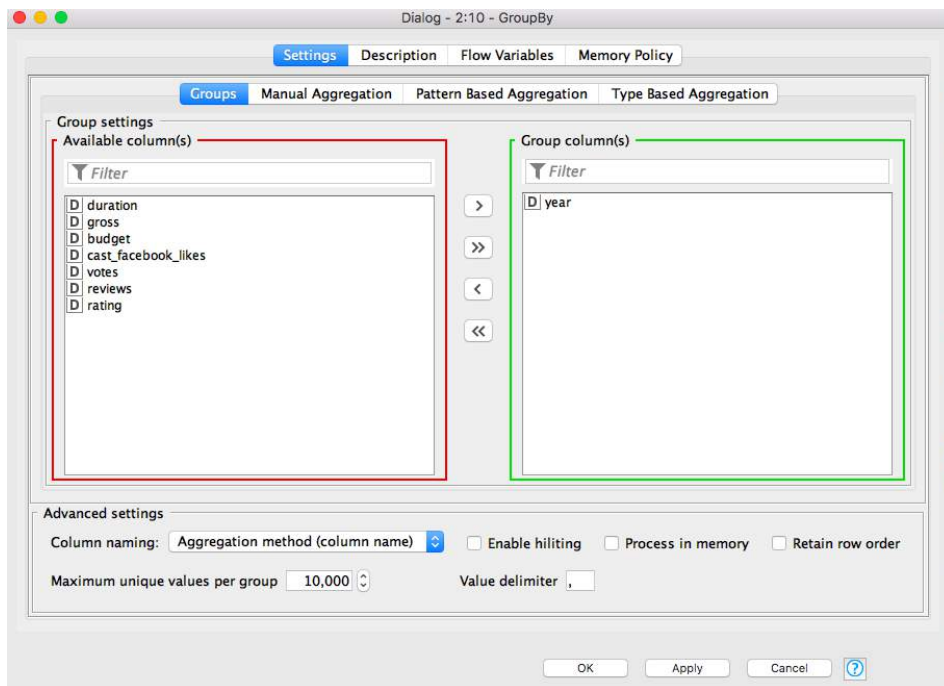 Dialog - 2:10 - GroupBy
Settings Description Flow Variables Memory Policy
Groups Manual Aggregation Pattern Based Aggregation Type Based Aggregation
Group settings
Available column(s)
Filter
D duration
D gross
D budget
D cast_facebook_likes
D votes
D reviews
D rating
>
>>
<
<<
Group column(s)
Filter
D year
Advanced settings
Column naming: Aggregation method (column name) Enable hiliting Process in memory Retain row order
Maximum unique values per group 10,000 Value delimiter ,
OK Apply Cancel ?